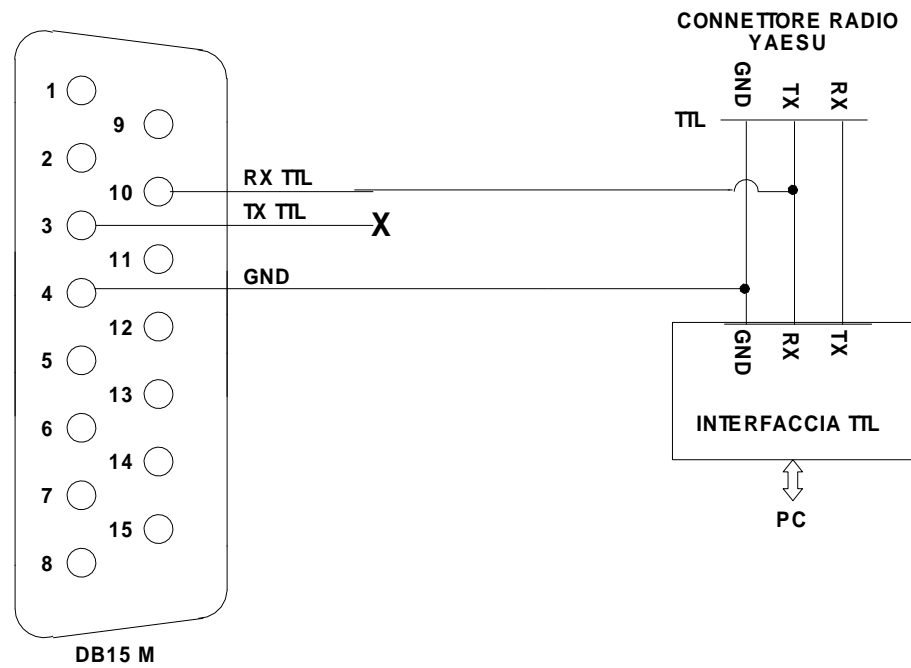 CONNETTORE RADIO
YAESU
GND
TX
RX
TTL
1
9
2
10
RX TTL
3
TX TTL
X
11
4
GND
12
5
13
6
14
7
15
8
GND
RX
TX
INTERFACCIA TTL
PC
DB15 M